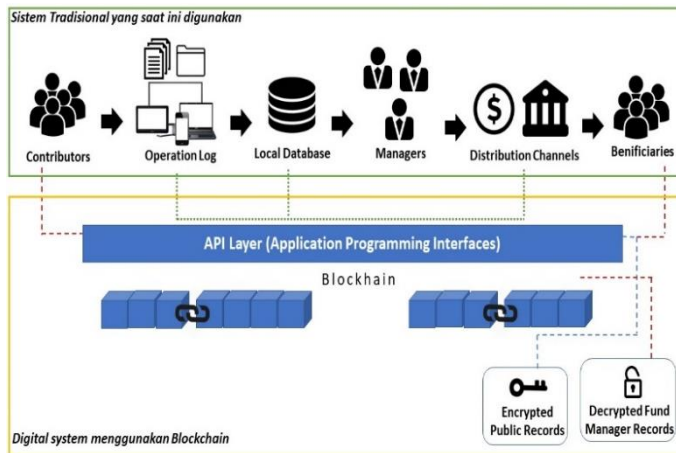 Sistem Tradisional yang saat ini digunakan
Contributors
Operation Log
Local Database
Managers
Distribution Channels
Benificiaries
API Layer (Application Programming Interfaces)
Blockhain
Encrypted
Public Records
Decrypted Fund
Manager Records
Digital system menggunakan Blockchain